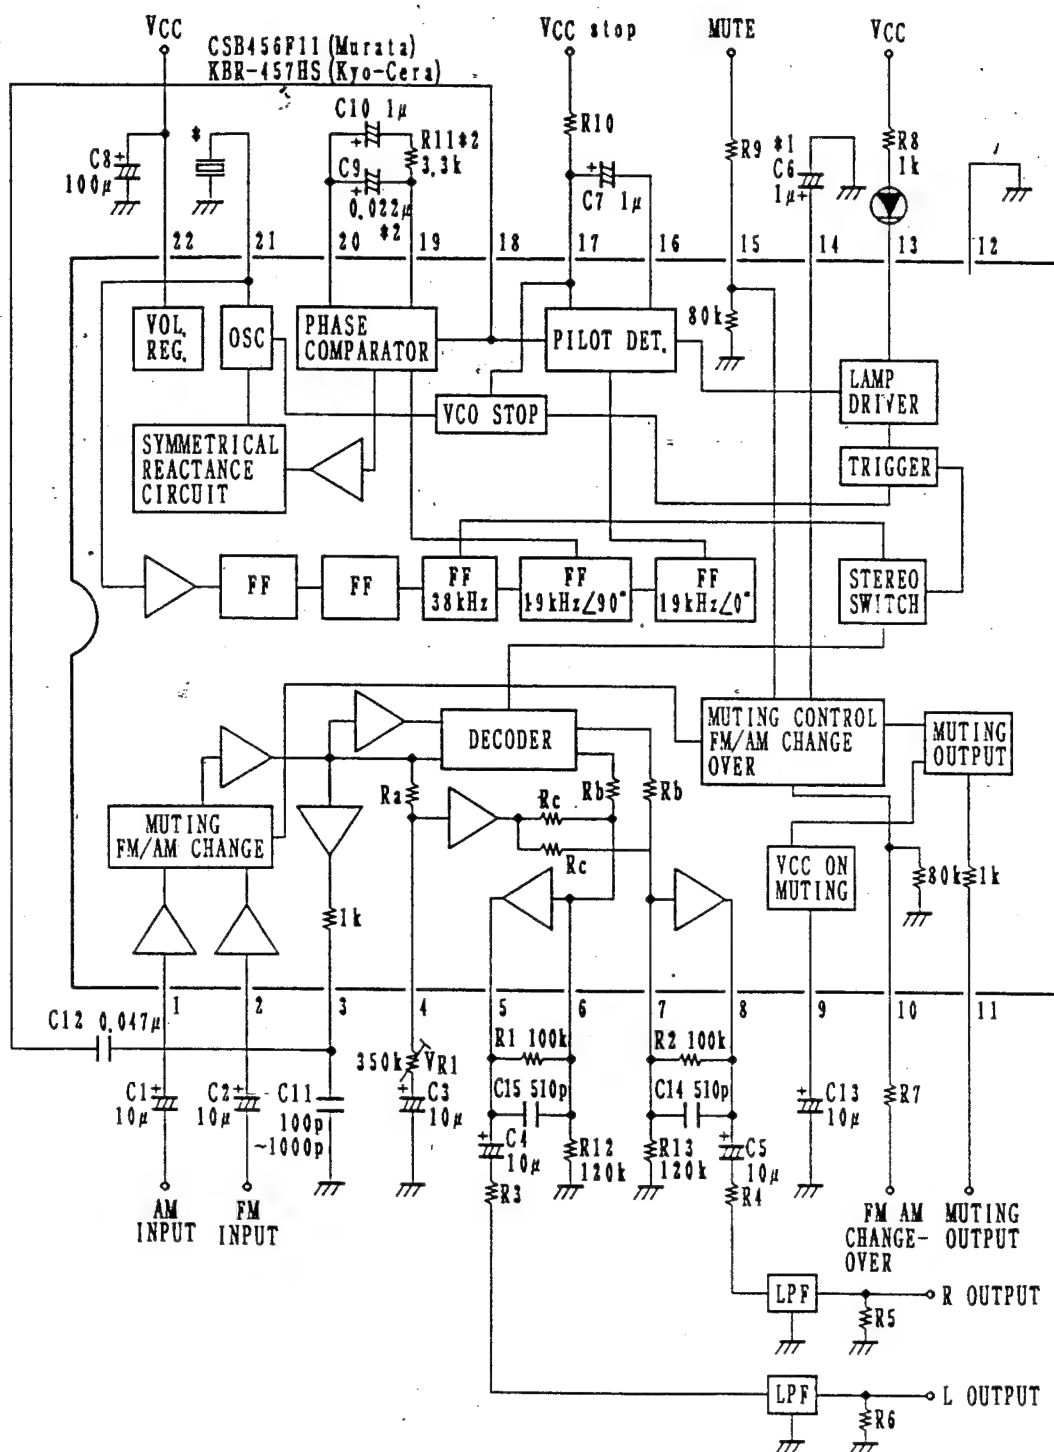 VCC
CSB456F11 (Murata)
KBR-457HS (Kyo-Cera)
VCC stop
MUTE
VCC
C10 1μ
R11*2
3.3k
R10
*
C8
100μ
C9
0.022μ
*2
C7 1μ
R9
*1
C6
1μ
R8
1k
22
21
20
19
18
17
16
15
14
13
12
VOL.
REG.
OSC
PHASE
COMPARATOR
PILOT DET.
80k
LAMP
DRIVER
VCO STOP
SYMMETRICAL
REACTANCE
CIRCUIT
TRIGGER
FF
FF
FF
38kHz
FF
19kHz∠90°
FF
19kHz∠0°
STEREO
SWITCH
DECODER
MUTING CONTROL
FM/AM CHANGE
OVER
MUTING
OUTPUT
Ra
Rb
Rb
Rc
Rc
MUTING
FM/AM CHANGE
VCC ON
MUTING
80k
1k
1k
1
2
3
4
5
6
7
8
9
10
11
C12 0.047μ
350k
VR1
R1 100k
R2 100k
C1
10μ
C2
10μ
C11
100p
~1000p
C3
10μ
C15 510p
C14 510p
C4
10μ
R12
120k
R13
120k
C5
10μ
C13
10μ
R7
R3
R4
AM
INPUT
FM
INPUT
FM AM
CHANGE-
OVER
MUTING
OUTPUT
LPF
R OUTPUT
R5
LPF
L OUTPUT
R6